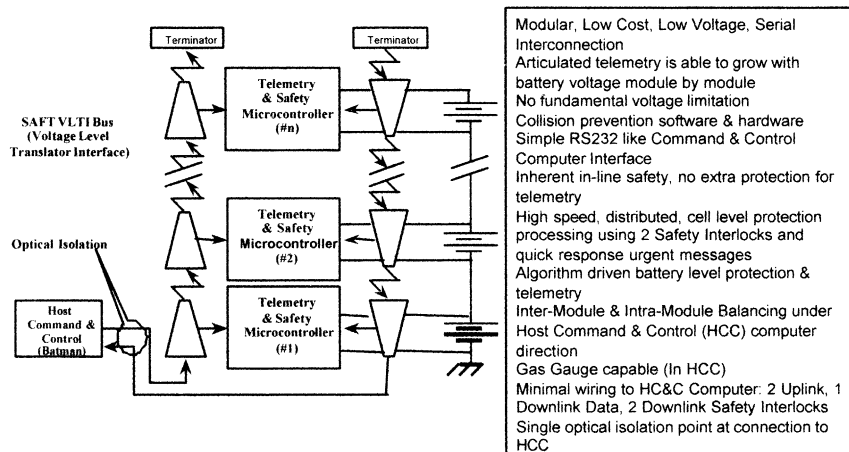 Terminator
Terminator
Telemetry
& Safety
Microcontroller
(#n)
SAFT VLTI Bus
(Voltage Level
Translator Interface)
Telemetry
& Safety
Microcontroller
(#2)
Optical Isolation
Host
Command &
Control
(Batman)
Telemetry
& Safety
Microcontroller
(#1)
Modular, Low Cost, Low Voltage, Serial
Interconnection
Articulated telemetry is able to grow with
battery voltage module by module
No fundamental voltage limitation
Collision prevention software & hardware
Simple RS232 like Command & Control
Computer Interface
Inherent in-line safety, no extra protection for
telemetry
High speed, distributed, cell level protection
processing using 2 Safety Interlocks and
quick response urgent messages
Algorithm driven battery level protection &
telemetry
Inter-Module & Intra-Module Balancing under
Host Command & Control (HCC) computer
direction
Gas Gauge capable (In HCC)
Minimal wiring to HC&C Computer: 2 Uplink, 1
Downlink Data, 2 Downlink Safety Interlocks
Single optical isolation point at connection to
HCC